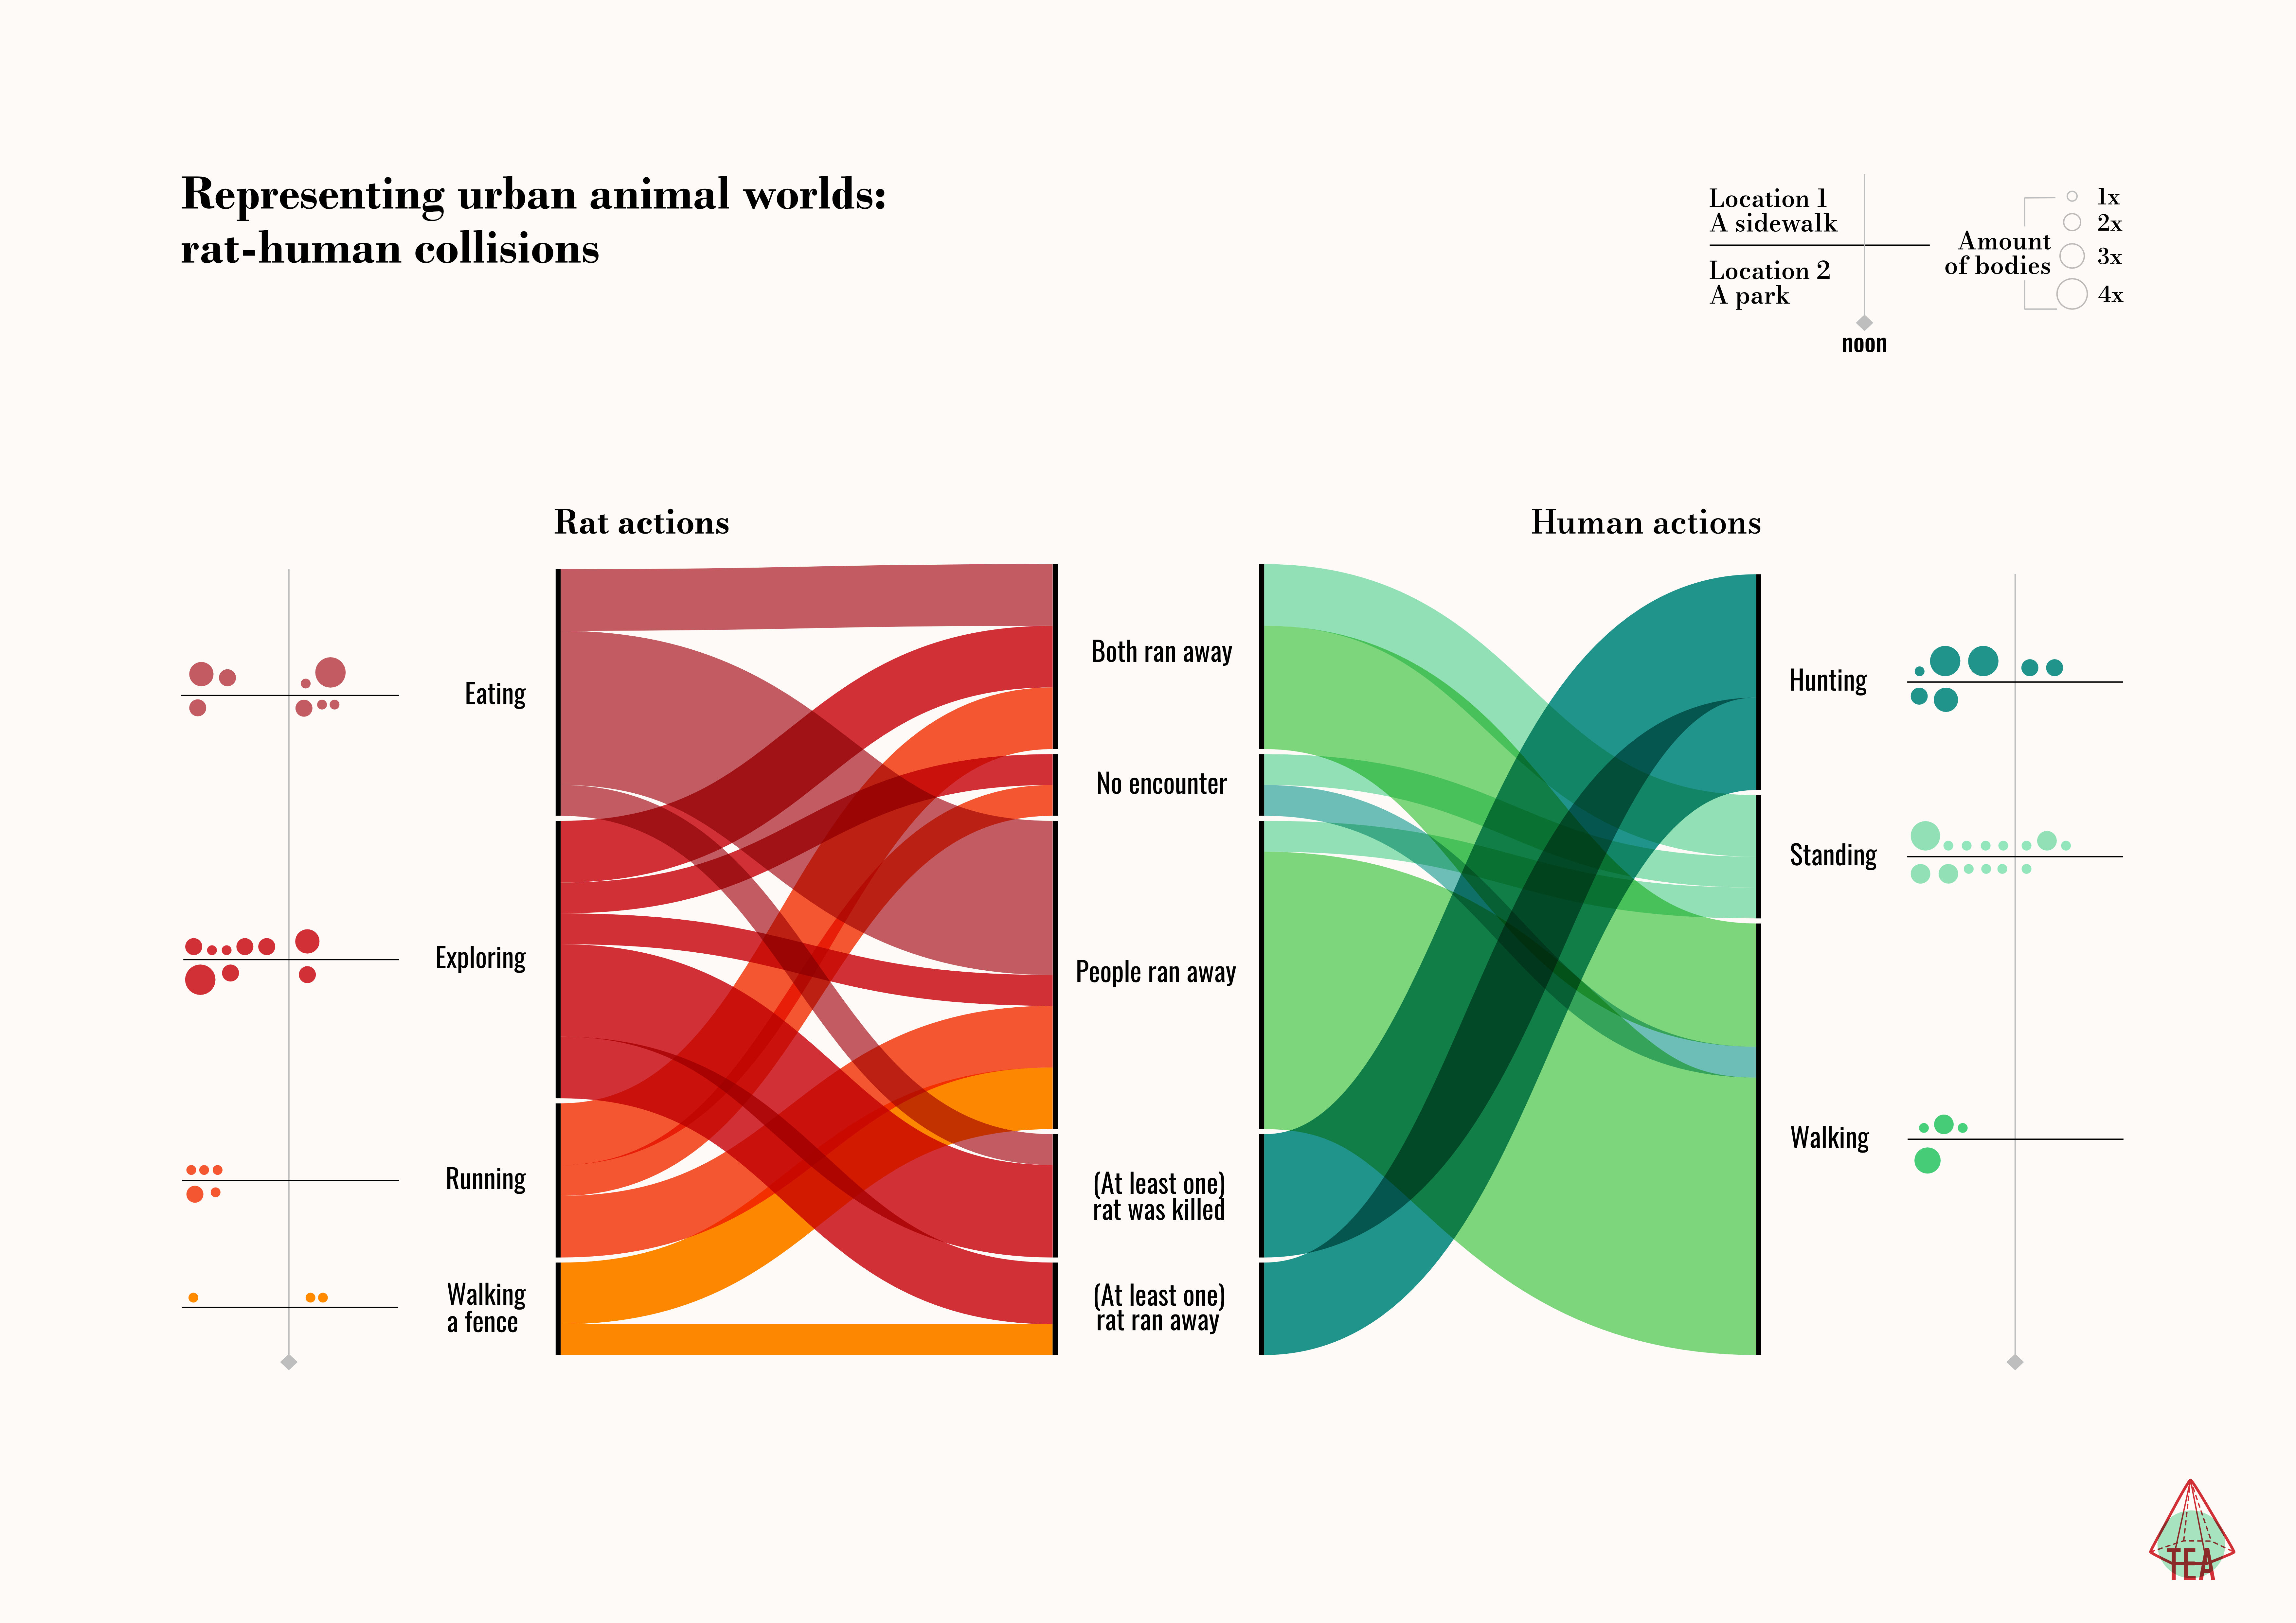 Representing urban animal worlds:
rat-human collisions
Location 1
A sidewalk
Location 2
A park
noon
Amount
of bodies
1x
2x
3x
4x
Rat actions
Human actions
Eating
Exploring
Running
Walking
a fence
Both ran away
No encounter
People ran away
(At least one)
rat was killed
(At least one)
rat ran away
Hunting
Standing
Walking
TEA